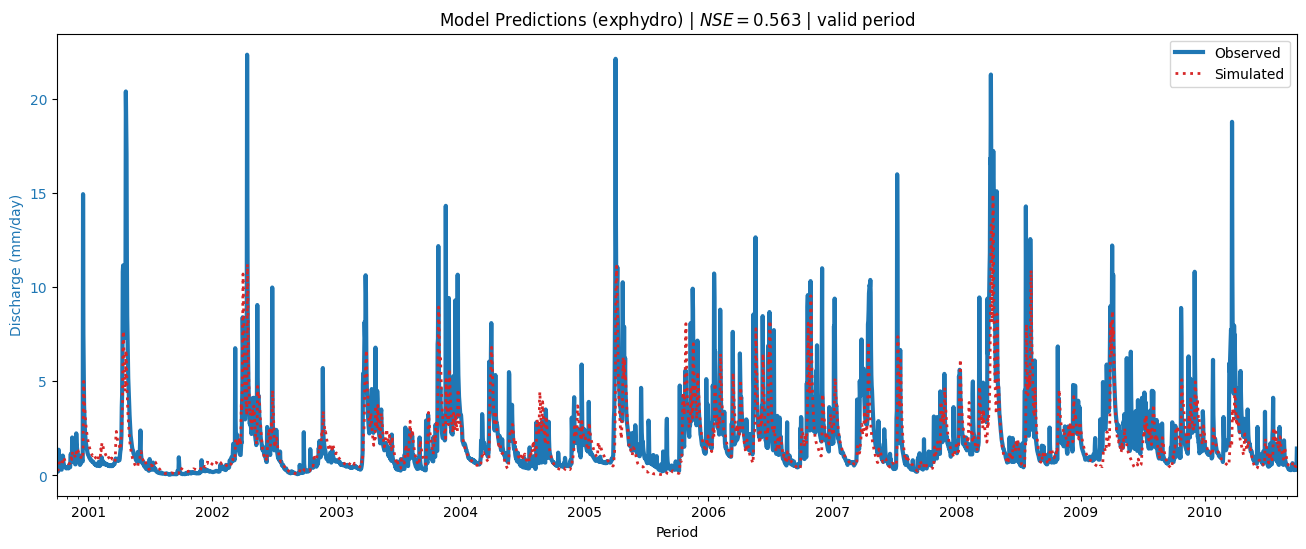 Model Predictions (exphydro) | NSE = 0.563 | valid period
Observed
Simulated
Discharge (mm/day)
20
15
10
5
0
2001 2002 2003 2004 2005 2006 2007 2008 2009 2010
Period